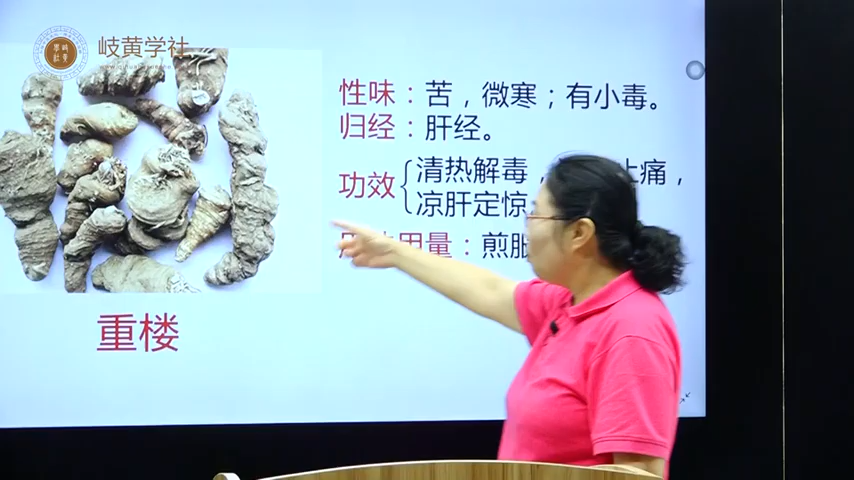 岐黄学社
性味：苦，微寒；有小毒。
归经：肝经。
功效
清热解毒，
止痛，
凉肝定惊
用量：煎服
重楼